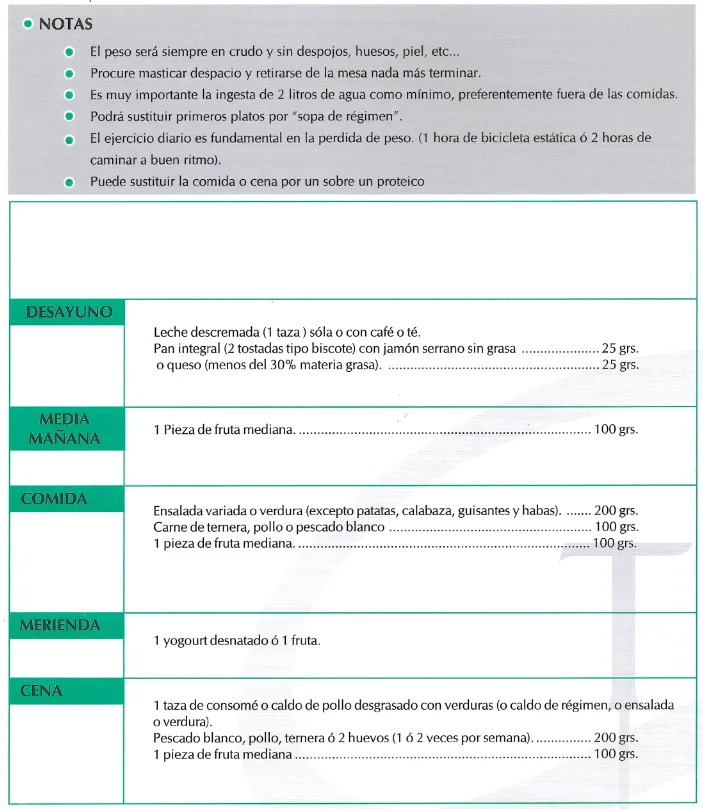 NOTAS
El peso será siempre en crudo y sin despojos, huesos, piel, etc...
Procure masticar despacio y retirarse de la mesa nada más terminar.
Es muy importante la ingesta de 2 litros de agua como mínimo, preferentemente fuera de las comidas.
Podrá sustituir primeros platos por "sopa de régimen".
El ejercicio diario es fundamental en la perdida de peso. (1 hora de bicicleta estática ó 2 horas de
caminar a buen ritmo).
Puede sustituir la comida o cena por un sobre un proteico
DESAYUNO
Leche descremada (1 taza ) sóla o con café o té.
Pan integral (2 tostadas tipo biscote) con jamón serrano sin grasa ...................... 25 grs.
o queso (menos del 30% materia grasa). .......................................................... 25 grs.
MEDIA
MAÑANA
1 Pieza de fruta mediana. ................................................................................ 100 grs.
COMIDA
Ensalada variada o verdura (excepto patatas, calabaza, guisantes y habas). ....... 200 grs.
Carne de ternera, pollo o pescado blanco ........................................................ 100 grs.
1 pieza de fruta mediana. ................................................................................ 100 grs.
MERIENDA
1 yogourt desnatado ó 1 fruta.
CENA
1 taza de consomé o caldo de pollo desgrasado con verduras (o caldo de régimen, o ensalada
o verdura).
Pescado blanco, pollo, ternera ó 2 huevos (1 ó 2 veces por semana). ............... 200 grs.
1 pieza de fruta mediana ................................................................................. 100 grs.